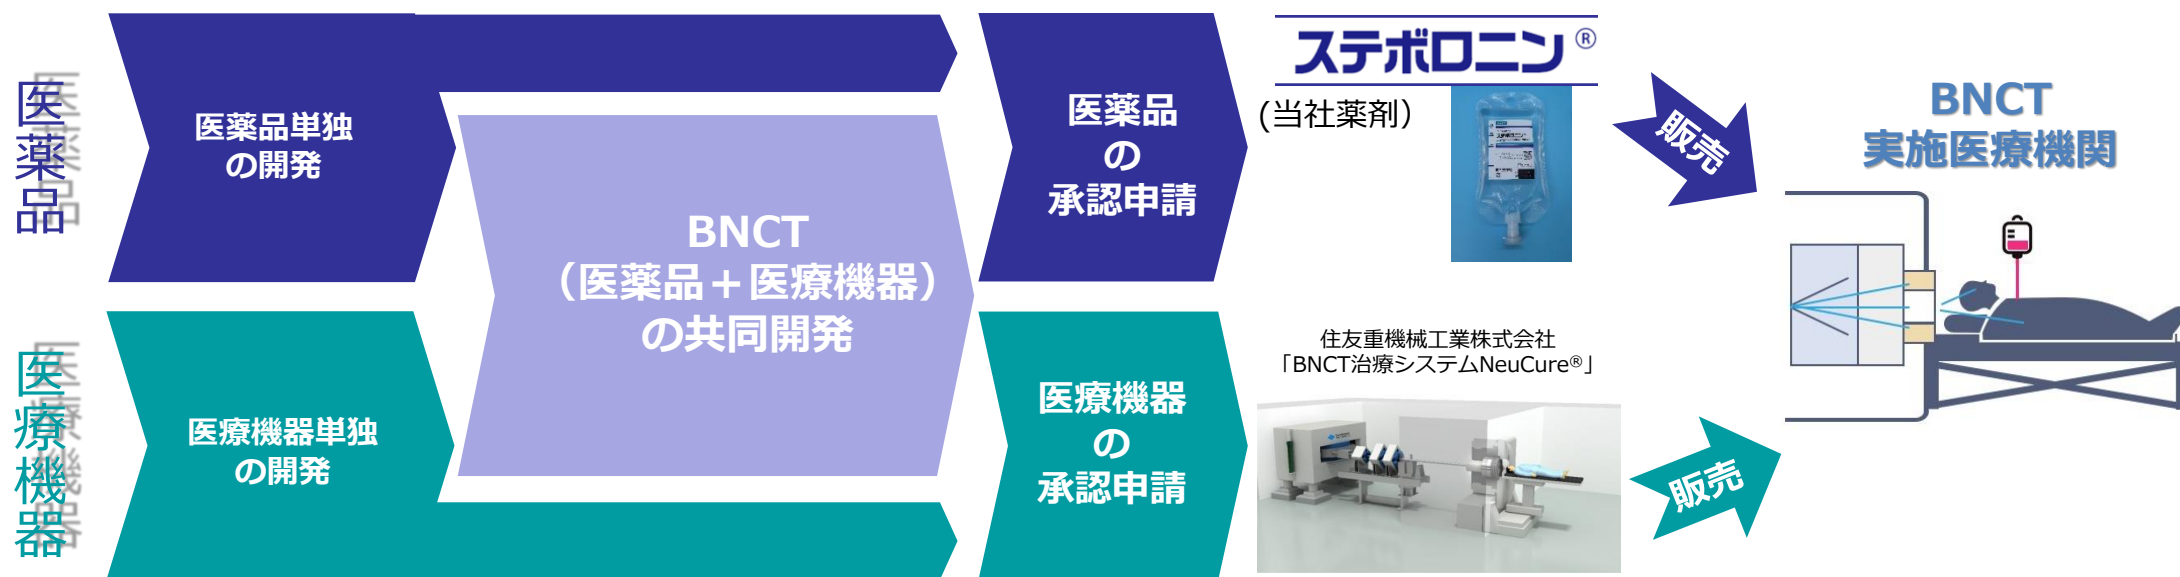 医薬品
医薬品単独
の開発
BNCT
（医薬品＋医療機器）
の共同開発
医薬品
の
承認申請
ステボロニン®
(当社薬剤）
販売
BNCT
実施医療機関
医療機器
医療機器単独
の開発
医療機器
の
承認申請
住友重機械工業株式会社
「BNCT治療システムNeuCure®」
販売